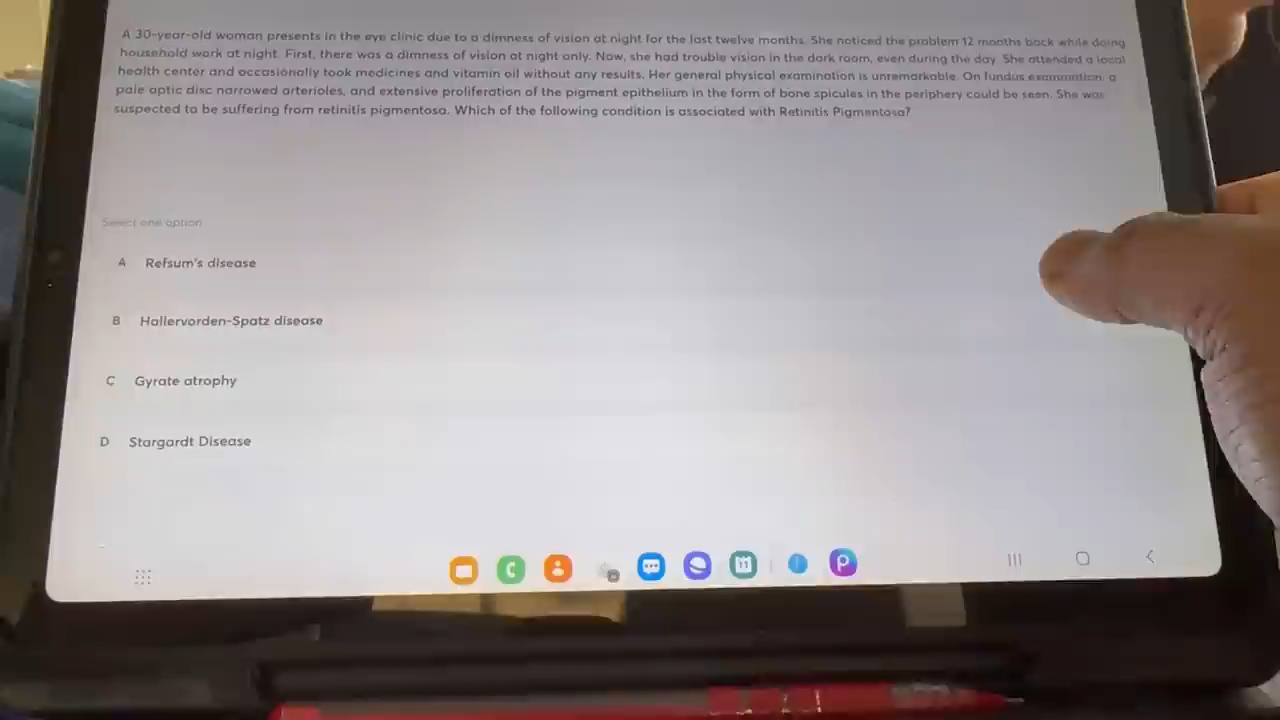 A 30-year-old woman presents in the eye clinic due to a dimness of vision at night for the last twelve months. She noticed the problem 12 months back while doing
household work at night. First, there was a dimness of vision at night only. Now, she had trouble vision in the dark room, even during the day. She attended a local
health center and occasionally took medicines and vitamin oil without any results. Her general physical examination is unremarkable. On fundus examination, a
pale optic disc narrowed arterioles, and extensive proliferation of the pigment epithelium in the form of bone spicules in the periphery could be seen. She was
suspected to be suffering from retinitis pigmentosa. Which of the following condition is associated with Retinitis Pigmentosa?
Select one option
A Refsum's disease
B Hallervorden-Spatz disease
C Gyrate atrophy
D Stargardt Disease
11
P